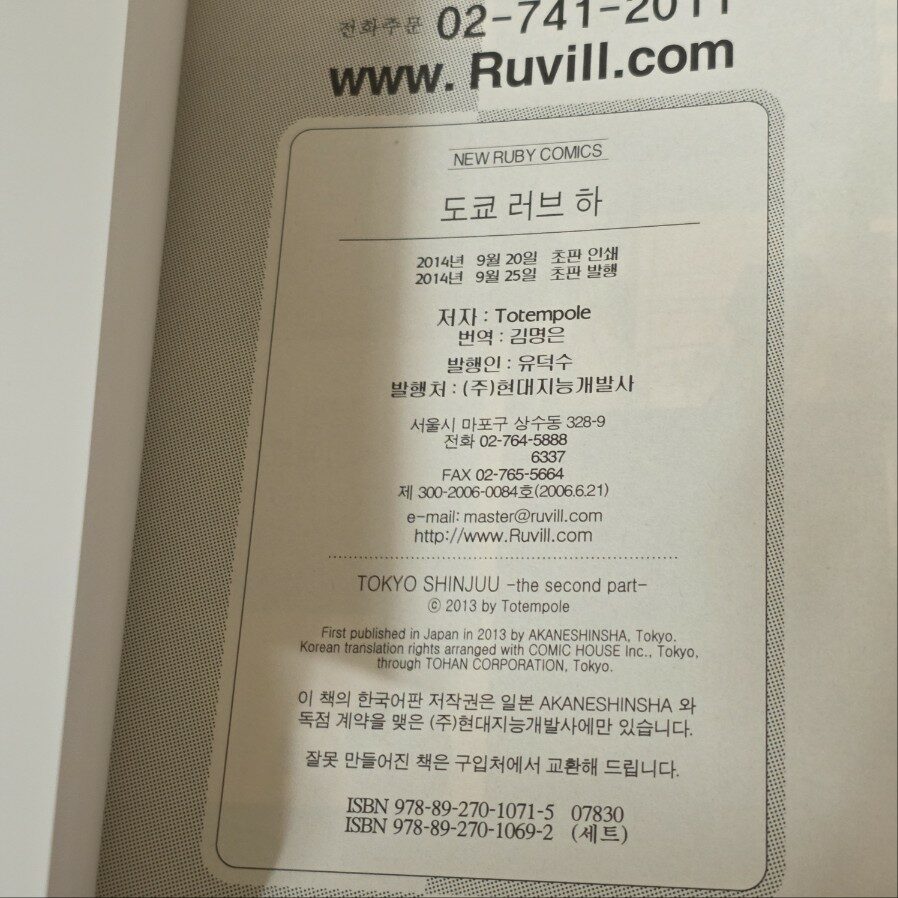 전화주문 02-741-2011
www. Ruvill.com
NEW RUBY COMICS
도쿄 러브 하
2014년 9월 20일 초판 인쇄
2014년 9월 25일 초판 발행
저자 : Totempole
번역 : 김명은
발행인 : 유덕수
발행처 : (주)현대지능개발사
서울시 마포구 상수동 328-9
전화 02-764-5888
6337
FAX 02-765-5664
제 300-2006-0084호(2006.6.21)
e-mail: master@ruvill.com
http://www.Ruvill.com
TOKYO SHINJUU -the second part-
ⓒ 2013 by Totempole
First published in Japan in 2013 by AKANESHINSHA, Tokyo.
Korean translation rights arranged with COMIC HOUSE Inc., Tokyo,
through TOHAN CORPORATION, Tokyo.
이 책의 한국어판 저작권은 일본 AKANESHINSHA 와
독점 계약을 맺은 (주)현대지능개발사에만 있습니다.
잘못 만들어진 책은 구입처에서 교환해 드립니다.
ISBN 978-89-270-1071-5 07830
ISBN 978-89-270-1069-2 (세트)